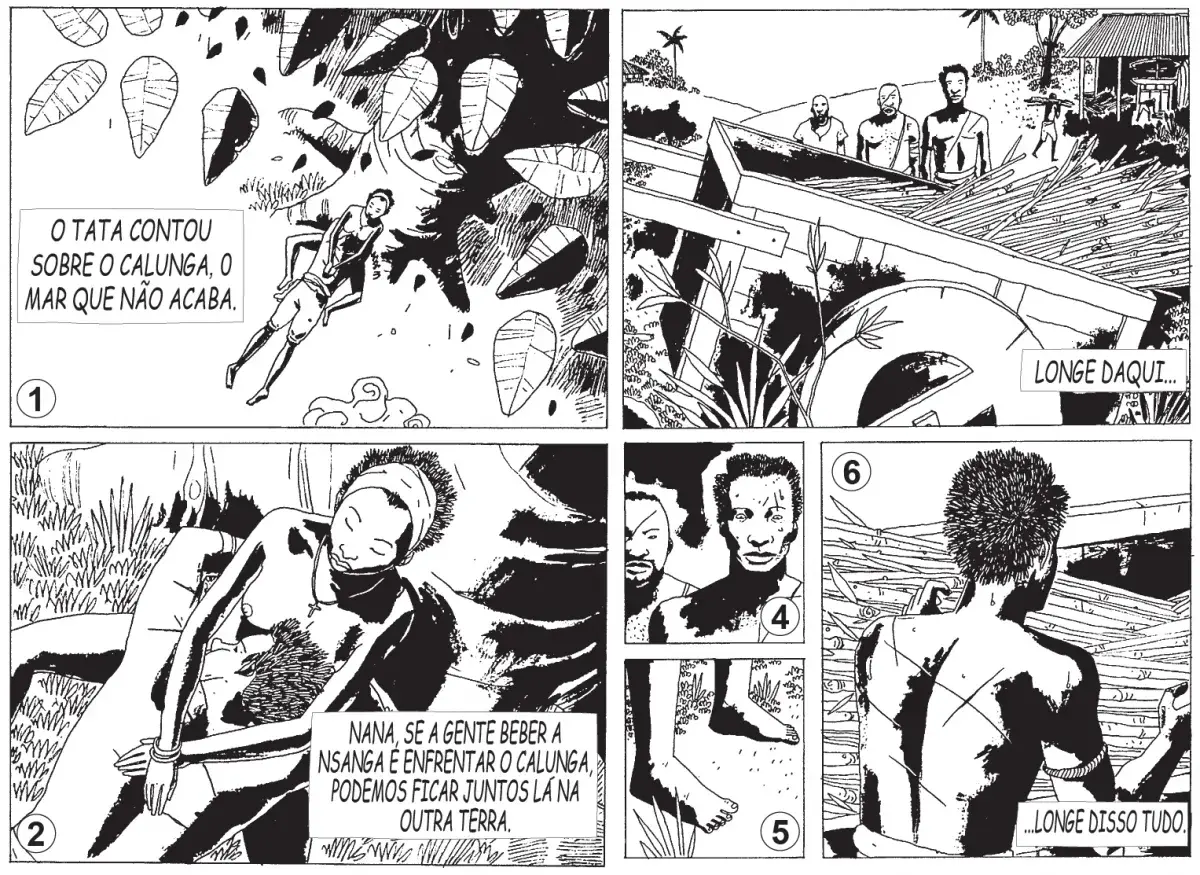 O TATA CONTOU
SOBRE O CALUNGA, O
MAR QUE NÃO ACABA.
1
NANA, SE A GENTE BEBER A
NSANGA E ENFRENTAR O CALUNGA,
PODEMOS FICAR JUNTOS LÁ NA
OUTRA TERRA.
2
LONGE DAQUI...
4
5
6
...LONGE DISSO TUDO.